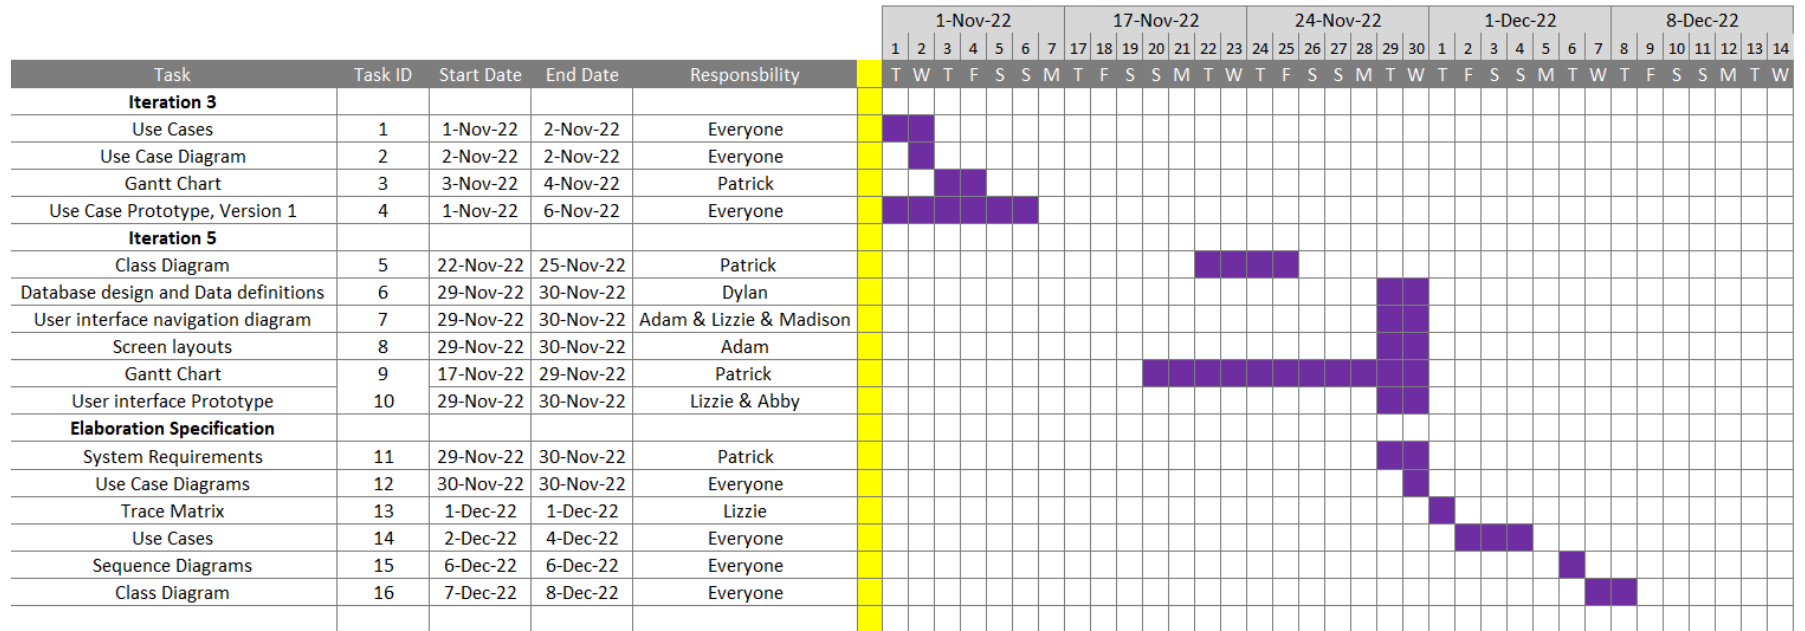 1-Nov-22 17-Nov-22 24-Nov-22 1-Dec-22 8-Dec-22
1 2 3 4 5 6 7 17 18 19 20 21 22 23 24 25 26 27 28 29 30 1 2 3 4 5 6 7 8 9 10 11 12 13 14
Task Task ID Start Date End Date Responsbility T W T F S S M T F S S M T W T F S S M T W T F S S M T W T F S S M T W
Iteration 3
Use Cases 1 1-Nov-22 2-Nov-22 Everyone
Use Case Diagram 2 2-Nov-22 2-Nov-22 Everyone
Gantt Chart 3 3-Nov-22 4-Nov-22 Patrick
Use Case Prototype, Version 1 4 1-Nov-22 6-Nov-22 Everyone
Iteration 5
Class Diagram 5 22-Nov-22 25-Nov-22 Patrick
Database design and Data definitions 6 29-Nov-22 30-Nov-22 Dylan
User interface navigation diagram 7 29-Nov-22 30-Nov-22 Adam & Lizzie & Madison
Screen layouts 8 29-Nov-22 30-Nov-22 Adam
Gantt Chart 9 17-Nov-22 29-Nov-22 Patrick
User interface Prototype 10 29-Nov-22 30-Nov-22 Lizzie & Abby
Elaboration Specification
System Requirements 11 29-Nov-22 30-Nov-22 Patrick
Use Case Diagrams 12 30-Nov-22 30-Nov-22 Everyone
Trace Matrix 13 1-Dec-22 1-Dec-22 Lizzie
Use Cases 14 2-Dec-22 4-Dec-22 Everyone
Sequence Diagrams 15 6-Dec-22 6-Dec-22 Everyone
Class Diagram 16 7-Dec-22 8-Dec-22 Everyone